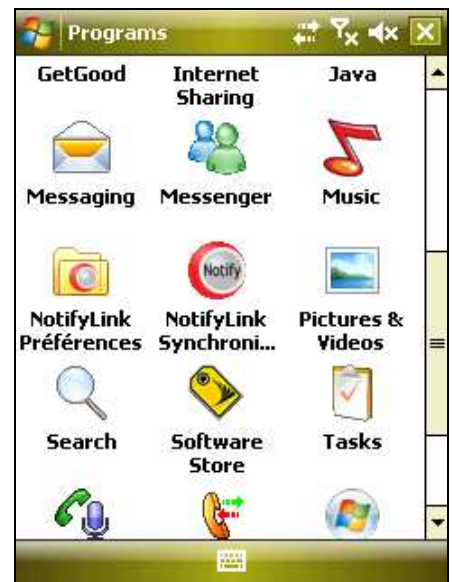 Programs
GetGood
Internet
Sharing
Java
Messaging
Messenger
Music
Notify
NotifyLink
Préférences
NotifyLink
Synchroni...
Pictures &
Videos
Search
Software
Store
Tasks